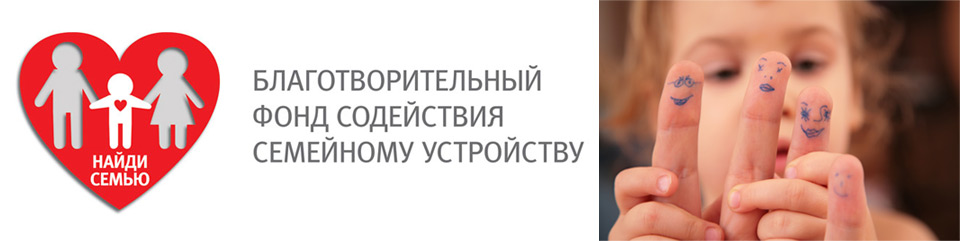 НАЙДИ
СЕМЬЮ
БЛАГОТВОРИТЕЛЬНЫЙ
ФОНД СОДЕЙСТВИЯ
СЕМЕЙНОМУ УСТРОЙСТВУ